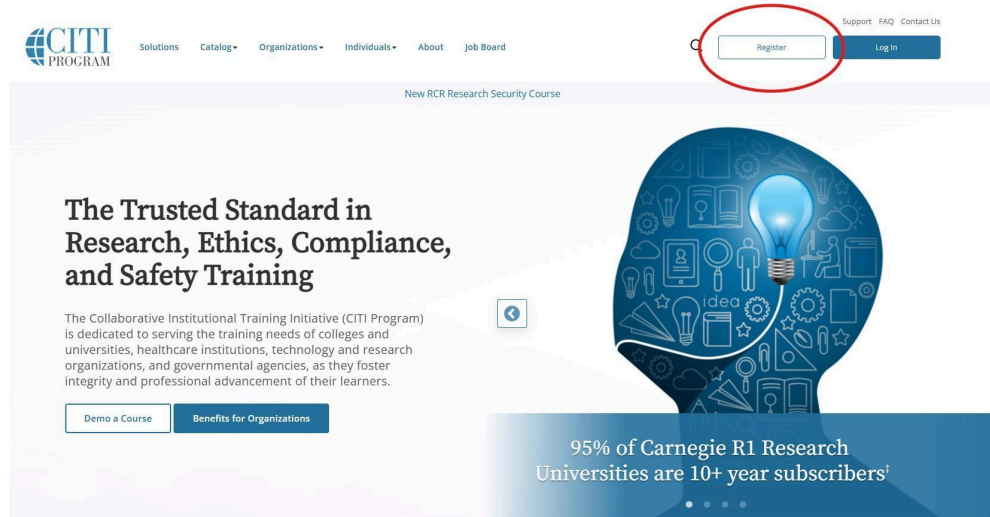 Support FAQ Contact Us
CITI
PROGRAM
Solutions Catalog Organizations Individuals About Job Board
Register
Log In
New RCR Research Security Course
The Trusted Standard in
Research, Ethics, Compliance,
and Safety Training
The Collaborative Institutional Training Initiative (CITI Program)
is dedicated to serving the training needs of colleges and
universities, healthcare institutions, technology and research
organizations, and governmental agencies, as they foster
integrity and professional advancement of their learners.
Demo a Course
Benefits for Organizations
idea
95% of Carnegie R1 Research
Universities are 10+ year subscribers‡